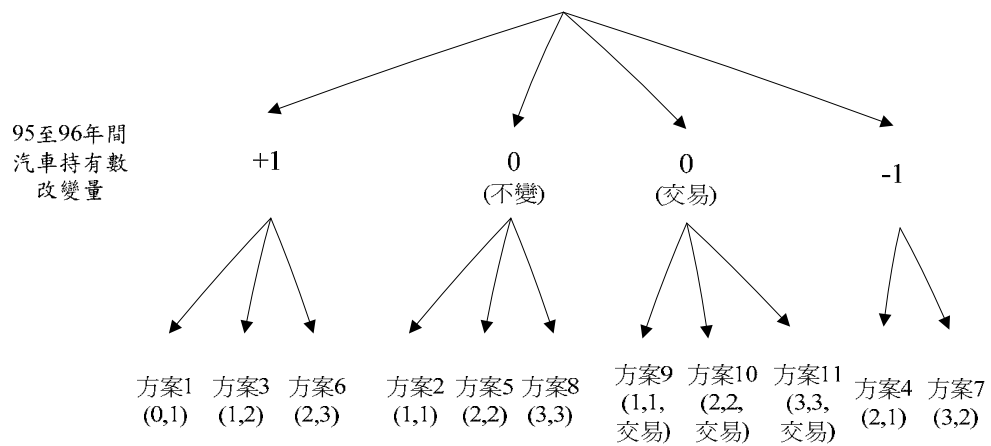 95至96年間
汽車持有數
改變量
+1
0
(不變)
0
(交易)
-1
方案1
(0,1)
方案3
(1,2)
方案6
(2,3)
方案2
(1,1)
方案5
(2,2)
方案8
(3,3)
方案9
(1,1,
交易)
方案10
(2,2,
交易)
方案11
(3,3,
交易)
方案4
(2,1)
方案7
(3,2)